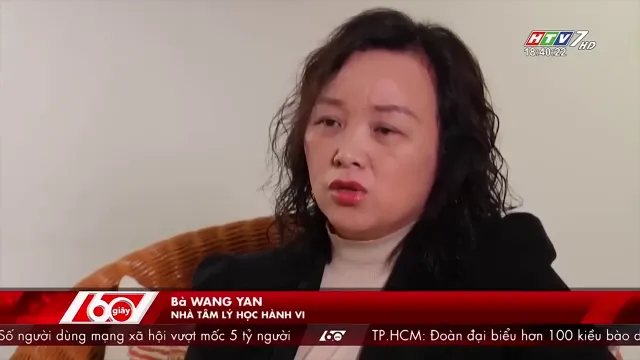 HTV7 HD
18:40:22
60 giây
Bà WANG YAN
NHÀ TÂM LÝ HỌC HÀNH VI
Số người dùng mạng xã hội vượt mốc 5 tỷ người
60
TP.HCM: Đoàn đại biểu hơn 100 kiều bào